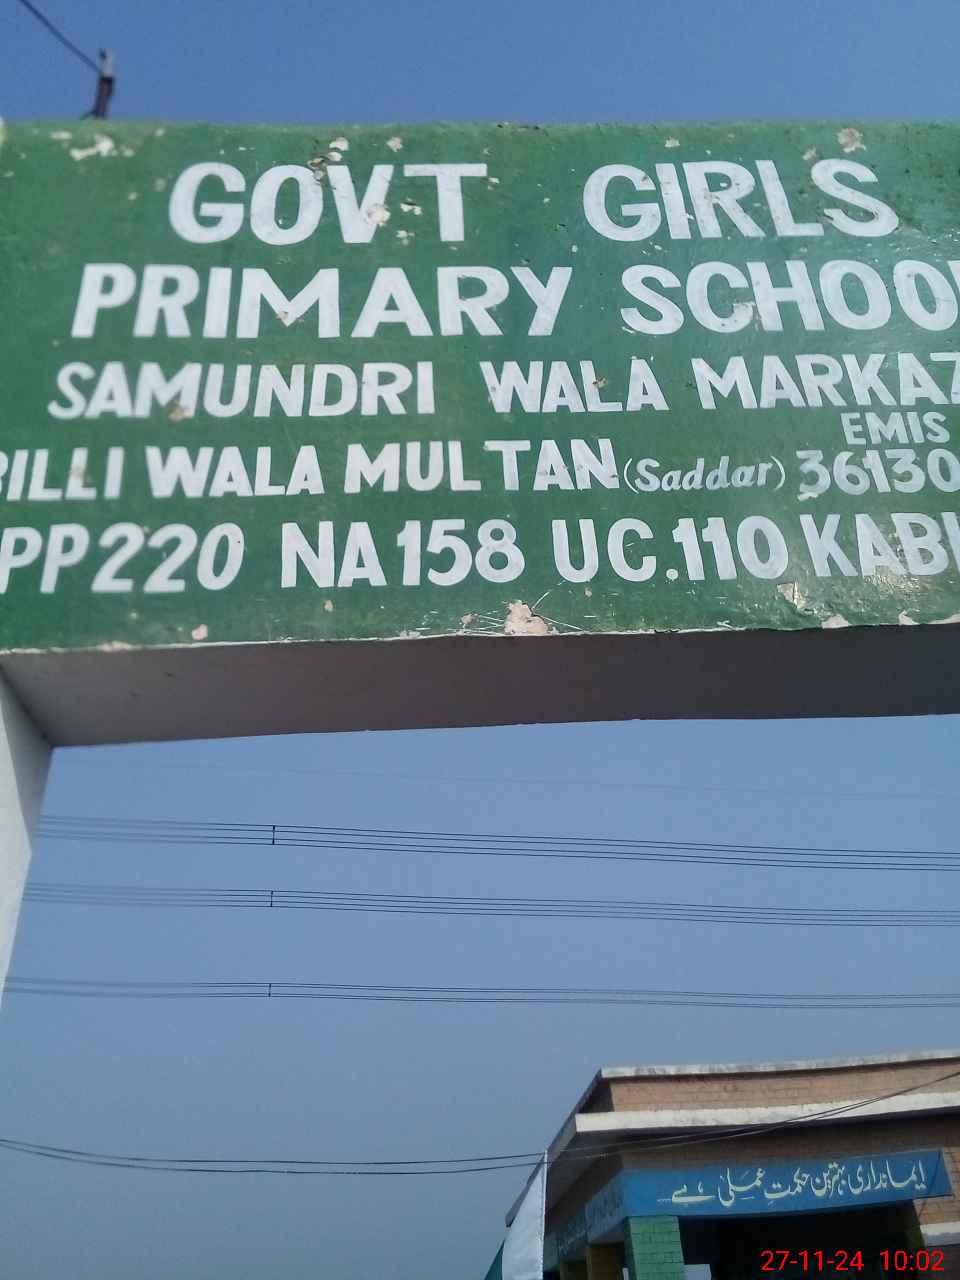 GOVT GIRLS
PRIMARY SCHOO
SAMUNDRI WALA MARKAZ
BILLI WALA MULTAN (Saddar) EMIS 36130
PP220 NA158 UC.110 KABI
ایمانداری بہترین حکمتِ عملی ہے
27-11-24 10:02